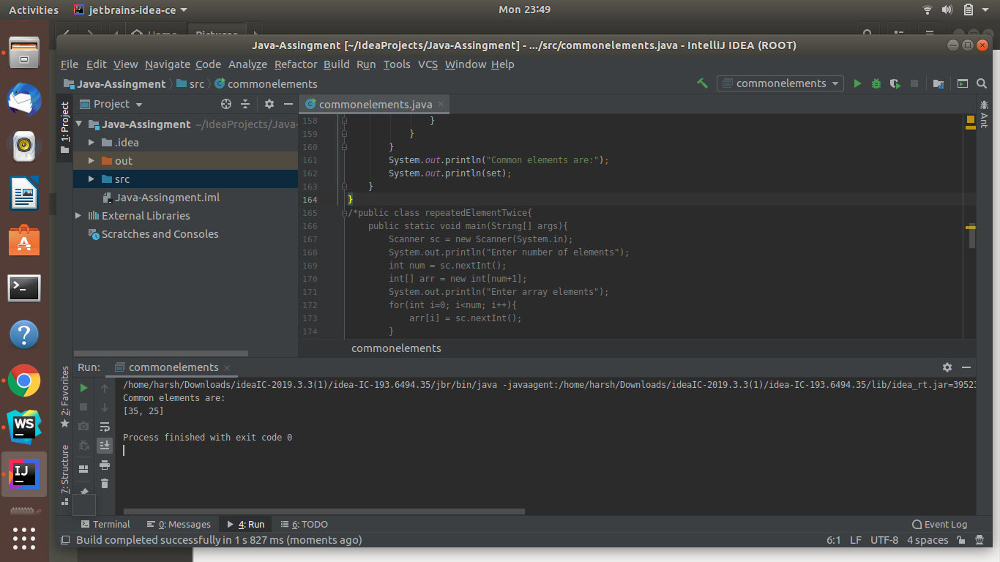 Activities jetbrains-idea-ce Mon 23:49
Home Pictures
Java-Assingment [~/IdeaProjects/Java-Assingment] - .../src/commonelements.java - IntelliJ IDEA (ROOT)
File Edit View Navigate Code Analyze Refactor Build Run Tools VCS Window Help
Java-Assingment src commonelements commonelements
Project commonelements.java
1: Project
Java-Assingment ~/IdeaProjects/Java-
.idea
out
src
Java-Assingment.iml
External Libraries
Scratches and Consoles
158 }
159 }
160 }
161 System.out.println("Common elements are:");
162 System.out.println(set);
163 }
164 }
165 /*public class repeatedElementTwice{
166 public static void main(String[] args){
167 Scanner sc = new Scanner(System.in);
168 System.out.println("Enter number of elements");
169 int num = sc.nextInt();
170 int[] arr = new int[num+1];
171 System.out.println("Enter array elements");
172 for(int i=0; i<num; i++){
173 arr[i] = sc.nextInt();
174 }
commonelements
Ant
Run: commonelements
2: Favorites
7: Structure
/home/harsh/Downloads/ideaIC-2019.3.3(1)/idea-IC-193.6494.35/jbr/bin/java -javaagent:/home/harsh/Downloads/ideaIC-2019.3.3(1)/idea-IC-193.6494.35/lib/idea_rt.jar=39523
Common elements are:
[35, 25]
Process finished with exit code 0
WS
IJ
Terminal 0: Messages 4: Run 6: TODO Event Log
Build completed successfully in 1 s 827 ms (moments ago) 6:1 LF UTF-8 4 spaces